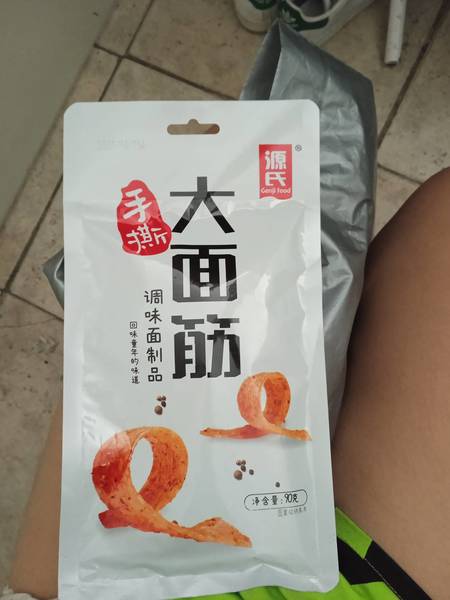 源氏®
Genji Food
手撕
大面筋
调味面制品
回味童年的味道
净含量:90克